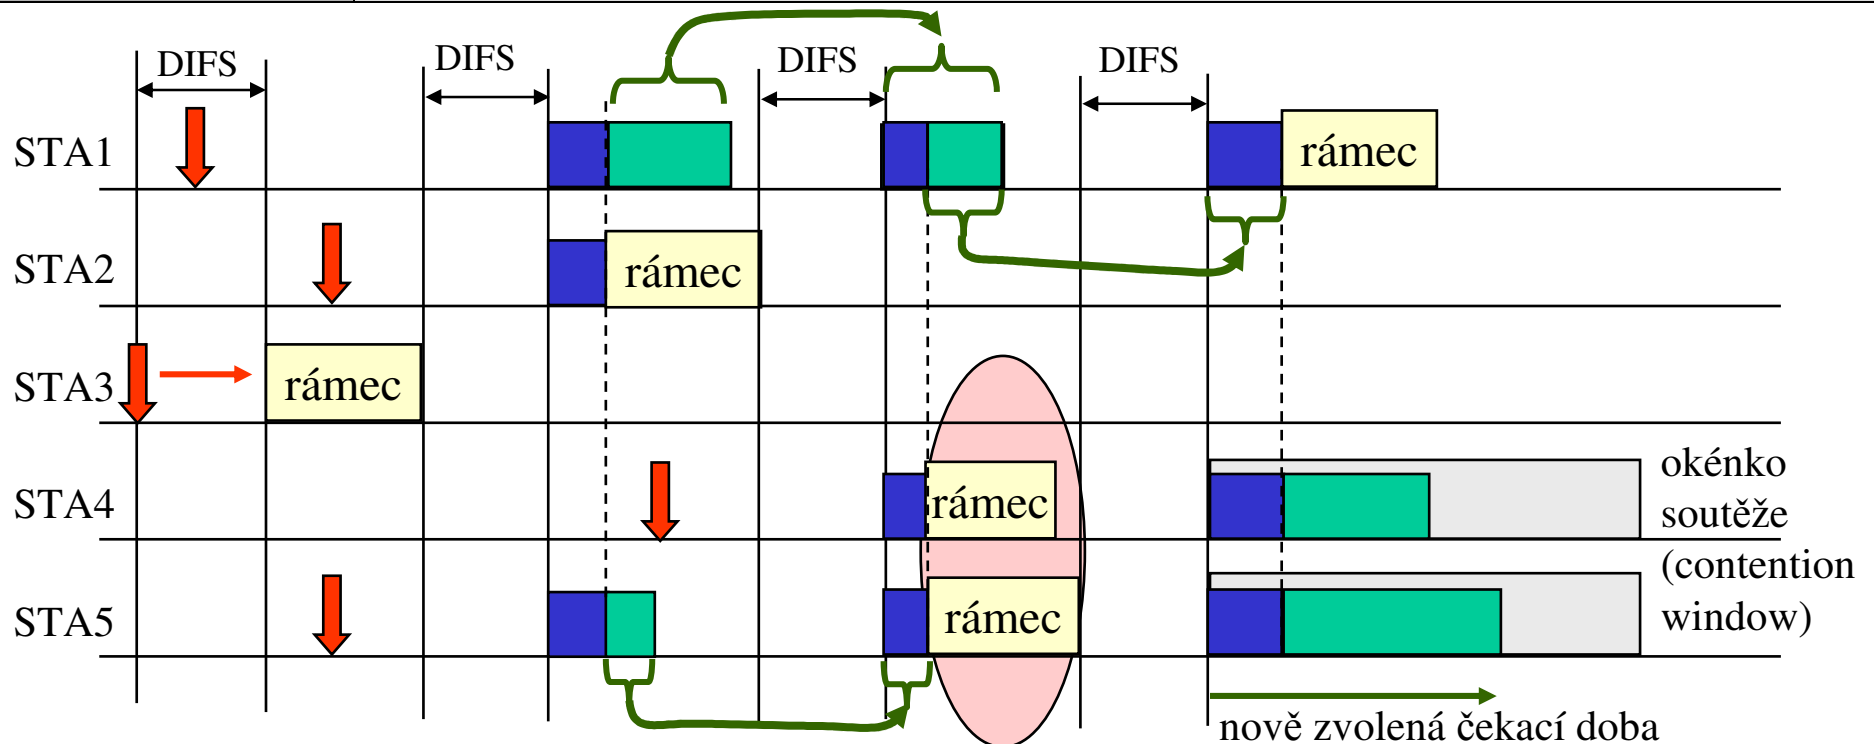 DIFS
DIFS
DIFS
DIFS
STA1
rámec
STA2
rámec
STA3
rámec
STA4
rámec
okénko
soutěže
(contention
window)
STA5
rámec
nově zvolená čekací doba